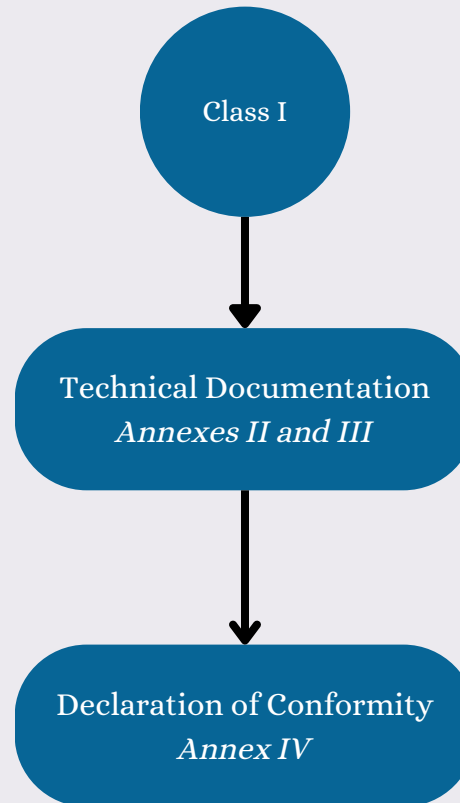 Class I
Technical Documentation
Annexes II and III
Declaration of Conformity
Annex IV